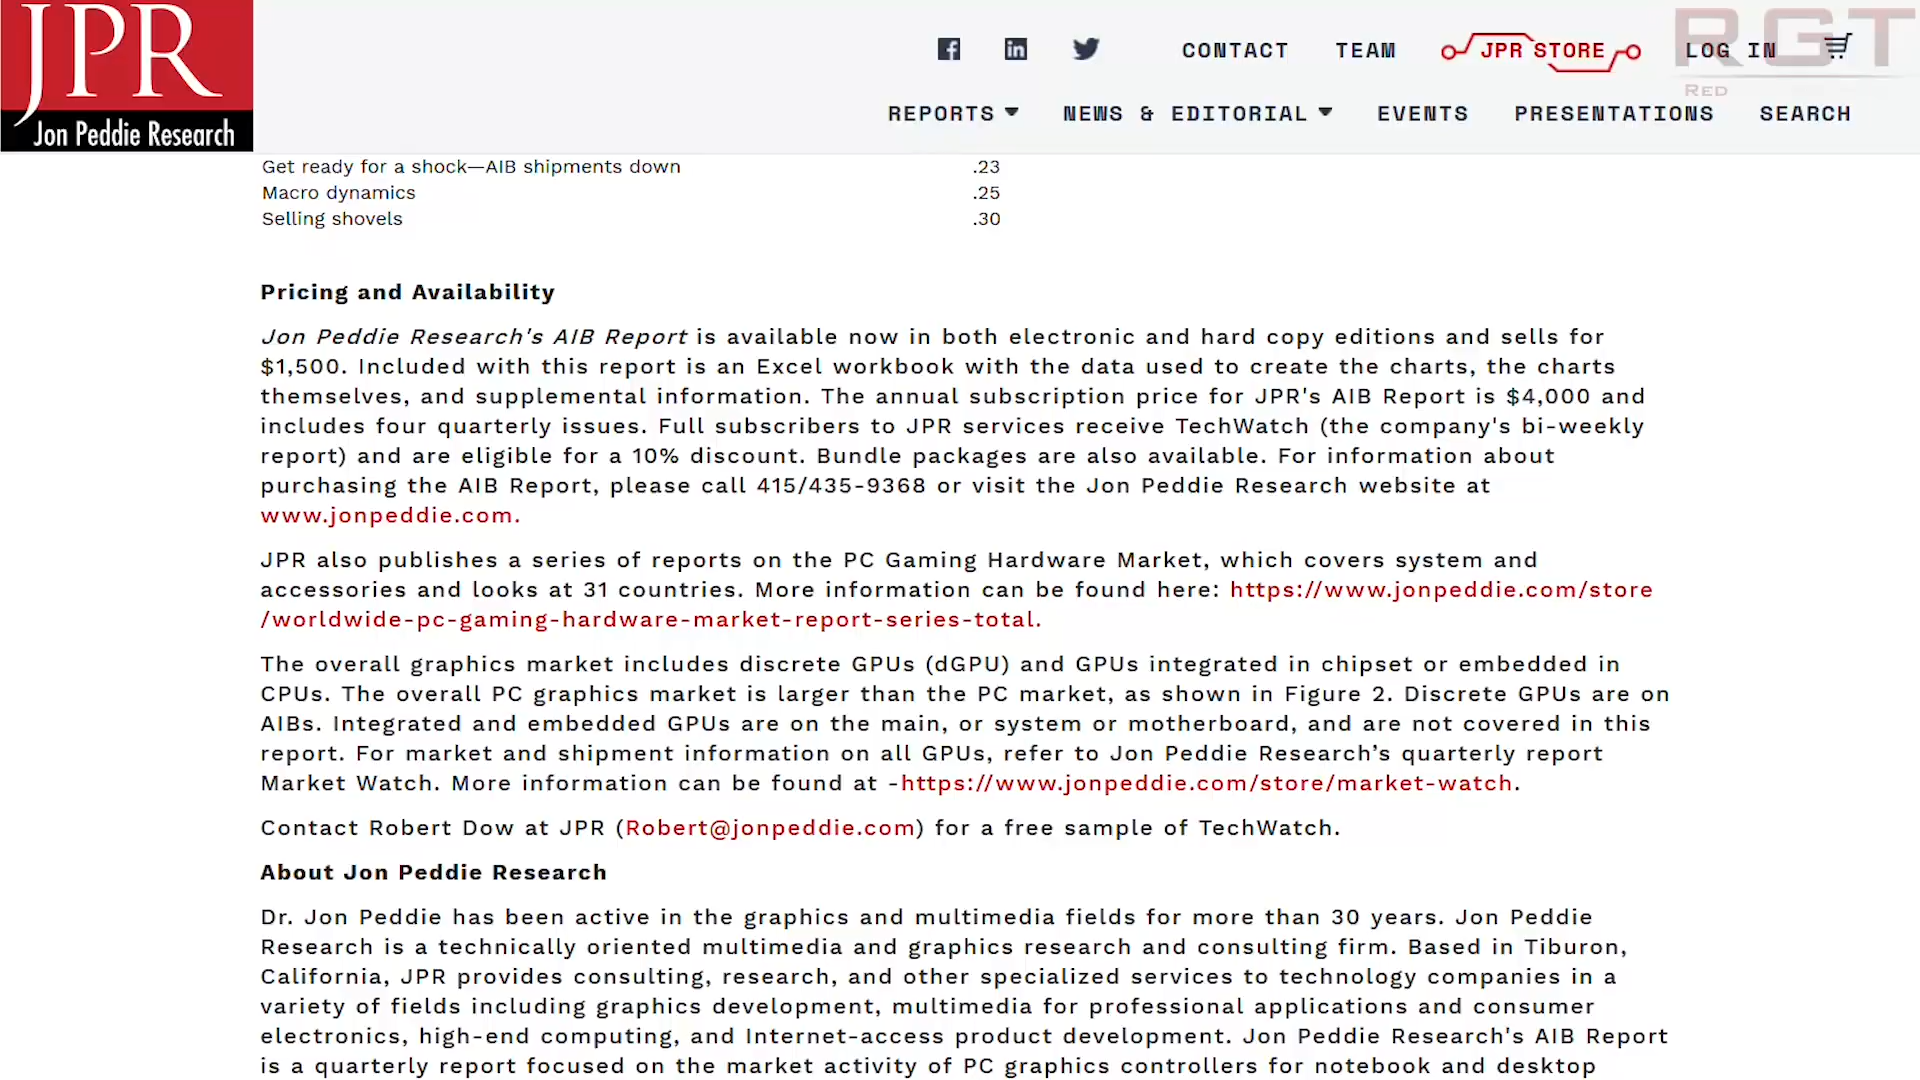 JPR
Jon Peddie Research
CONTACT TEAM JPR STORE LOG IN
RGT
RED
REPORTS NEWS & EDITORIAL EVENTS PRESENTATIONS SEARCH
Get ready for a shock—AIB shipments down .23
Macro dynamics .25
Selling shovels .30
Pricing and Availability
Jon Peddie Research's AIB Report is available now in both electronic and hard copy editions and sells for
$1,500. Included with this report is an Excel workbook with the data used to create the charts, the charts
themselves, and supplemental information. The annual subscription price for JPR's AIB Report is $4,000 and
includes four quarterly issues. Full subscribers to JPR services receive TechWatch (the company's bi-weekly
report) and are eligible for a 10% discount. Bundle packages are also available. For information about
purchasing the AIB Report, please call 415/435-9368 or visit the Jon Peddie Research website at
www.jonpeddie.com.
JPR also publishes a series of reports on the PC Gaming Hardware Market, which covers system and
accessories and looks at 31 countries. More information can be found here: https://www.jonpeddie.com/store
/worldwide-pc-gaming-hardware-market-report-series-total.
The overall graphics market includes discrete GPUs (dGPU) and GPUs integrated in chipset or embedded in
CPUs. The overall PC graphics market is larger than the PC market, as shown in Figure 2. Discrete GPUs are on
AIBs. Integrated and embedded GPUs are on the main, or system or motherboard, and are not covered in this
report. For market and shipment information on all GPUs, refer to Jon Peddie Research’s quarterly report
Market Watch. More information can be found at -https://www.jonpeddie.com/store/market-watch.
Contact Robert Dow at JPR (Robert@jonpeddie.com) for a free sample of TechWatch.
About Jon Peddie Research
Dr. Jon Peddie has been active in the graphics and multimedia fields for more than 30 years. Jon Peddie
Research is a technically oriented multimedia and graphics research and consulting firm. Based in Tiburon,
California, JPR provides consulting, research, and other specialized services to technology companies in a
variety of fields including graphics development, multimedia for professional applications and consumer
electronics, high-end computing, and Internet-access product development. Jon Peddie Research's AIB Report
is a quarterly report focused on the market activity of PC graphics controllers for notebook and desktop